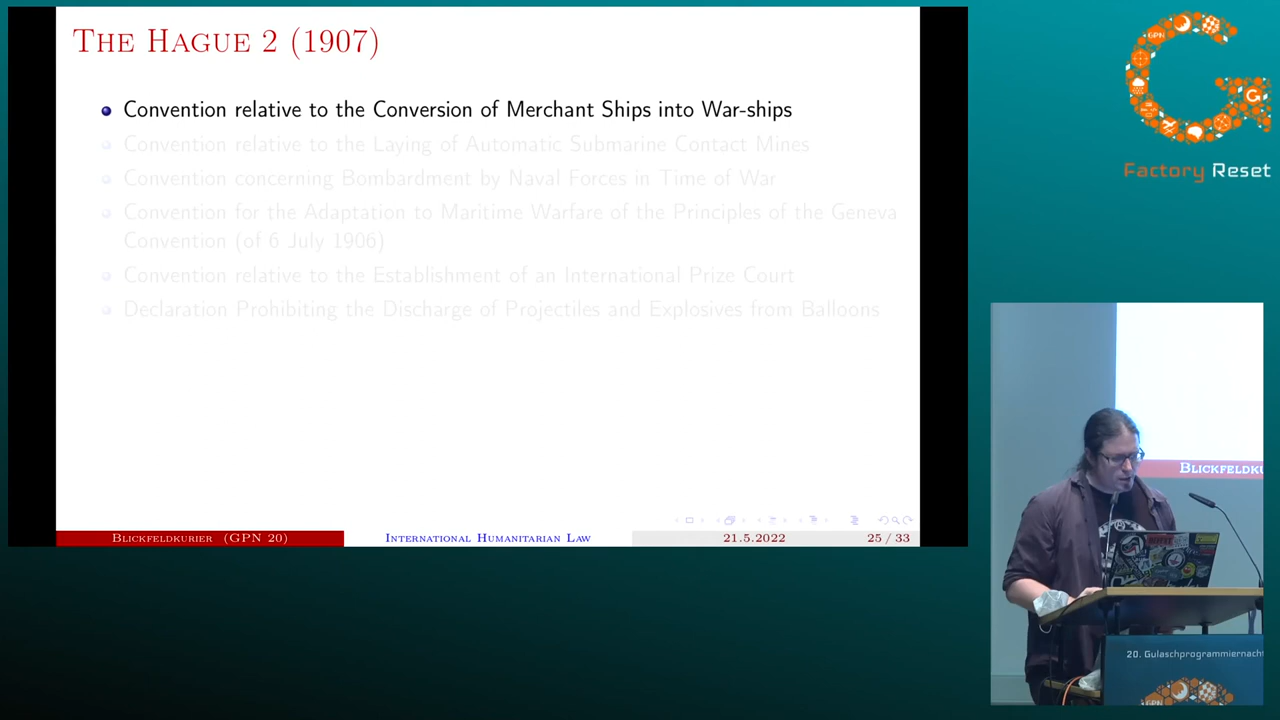 THE HAGUE 2 (1907)
Convention relative to the Conversion of Merchant Ships into War-ships
Convention relative to the Laying of Automatic Submarine Contact Mines
Convention concerning Bombardment by Naval Forces in Time of War
Convention for the Adaptation to Maritime Warfare of the Principles of the Geneva
Convention (of 6 July 1906)
Convention relative to the Establishment of an International Prize Court
Declaration Prohibiting the Discharge of Projectiles and Explosives from Balloons
BLICKFELDKURIER (GPN 20)
INTERNATIONAL HUMANITARIAN LAW
21.5.2022
25 / 33
GPN
G
Factory Reset
BLICKFELDKU
20. Gulaschprogrammiernacht